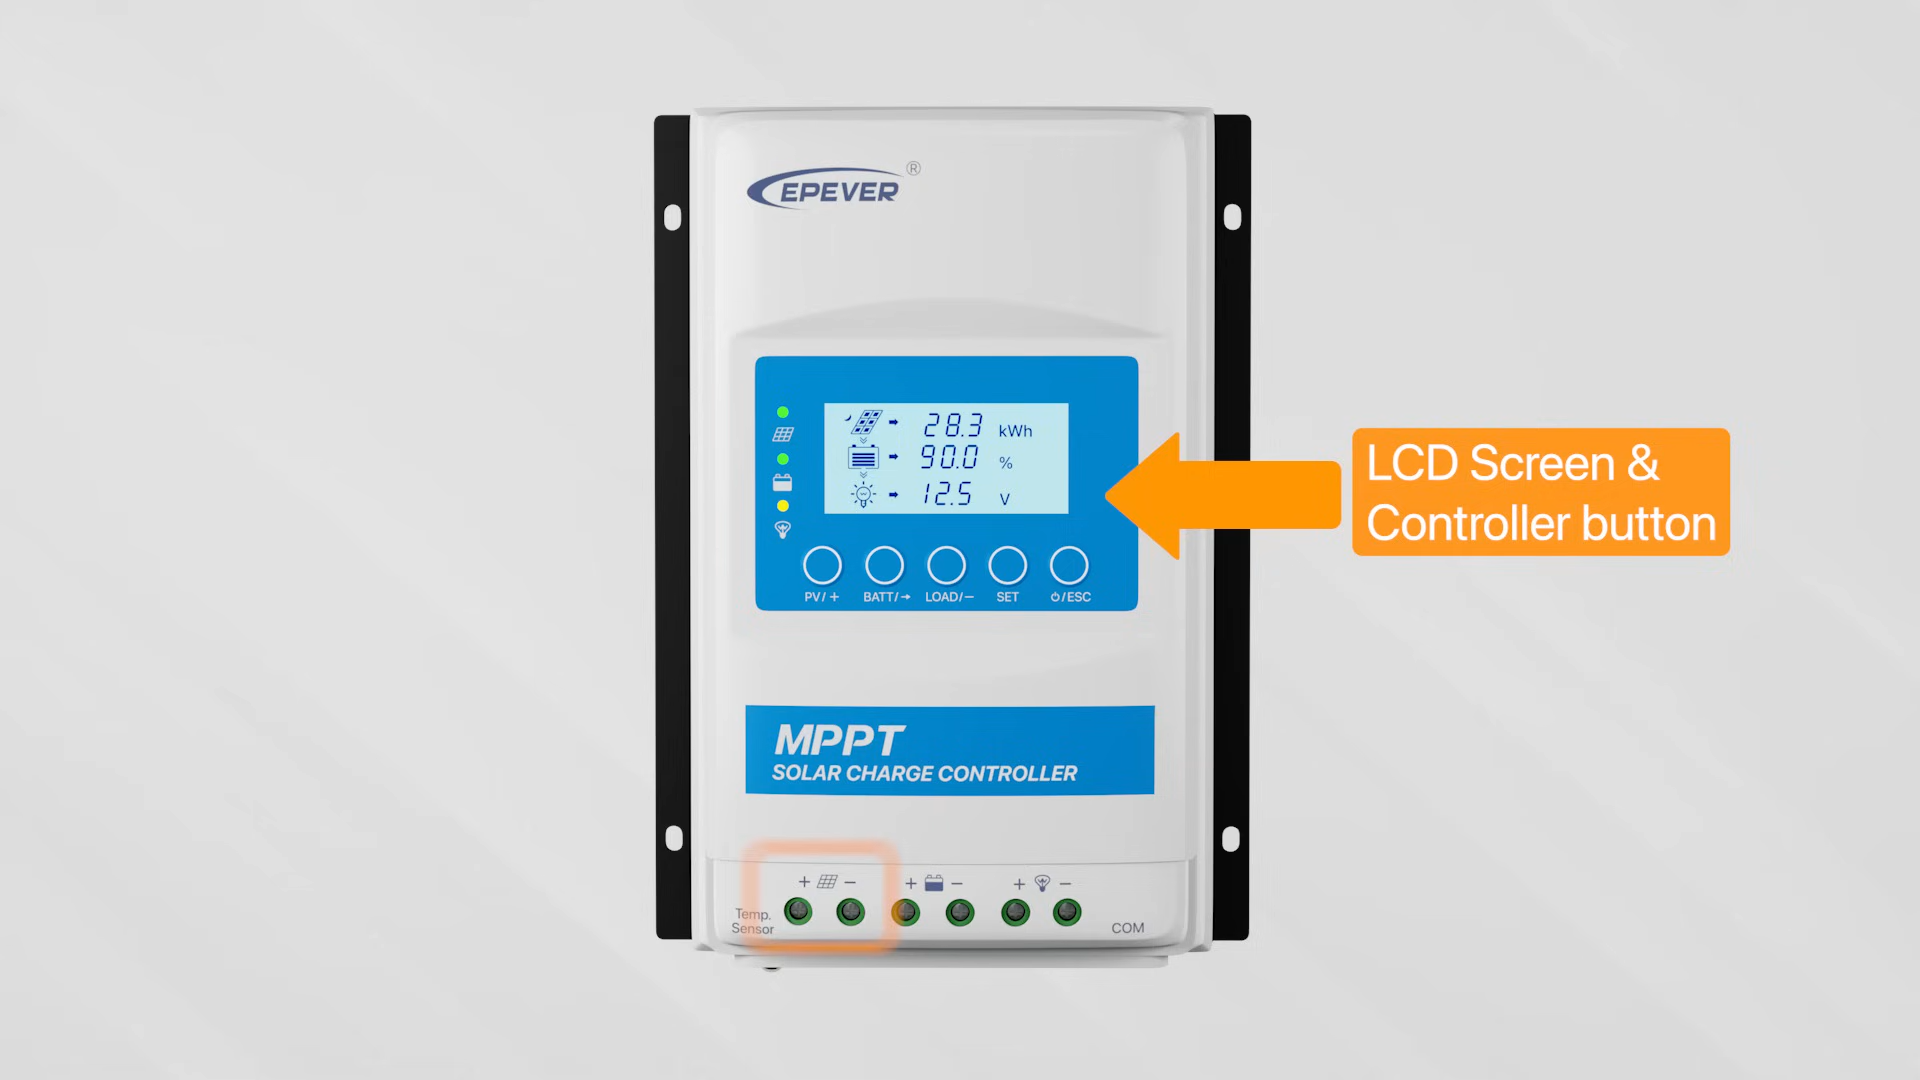 EPEVER ®
28.3 kWh
90.0 %
12.5 V
LCD Screen &
Controller button
PV/+ BATT/→ LOAD/− SET ⏻/ESC
MPPT
SOLAR CHARGE CONTROLLER
+ − + − + −
Temp.
Sensor
COM